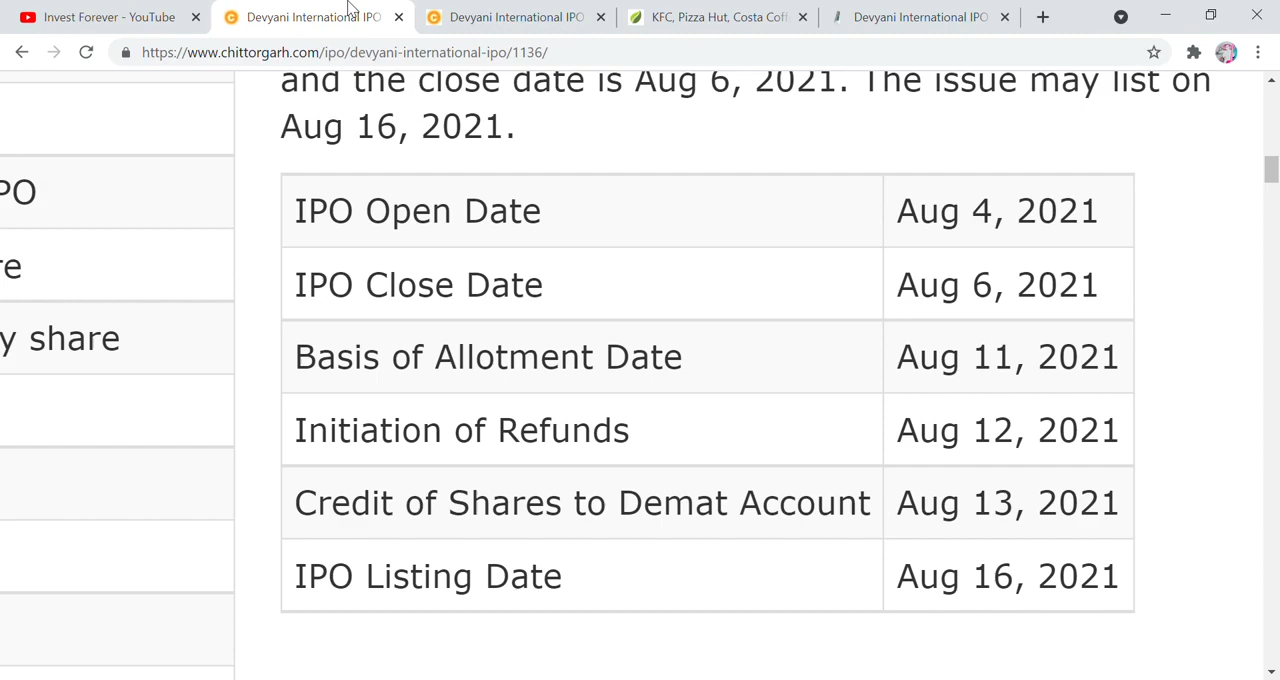 Invest Forever - YouTube
Devyani International IPO
Devyani International IPO
KFC, Pizza Hut, Costa Coff
Devyani International IPO
https://www.chittorgarh.com/ipo/devyani-international-ipo/1136/
and the close date is Aug 6, 2021. The issue may list on
Aug 16, 2021.
PO
re
y share
IPO Open Date Aug 4, 2021
IPO Close Date Aug 6, 2021
Basis of Allotment Date Aug 11, 2021
Initiation of Refunds Aug 12, 2021
Credit of Shares to Demat Account Aug 13, 2021
IPO Listing Date Aug 16, 2021